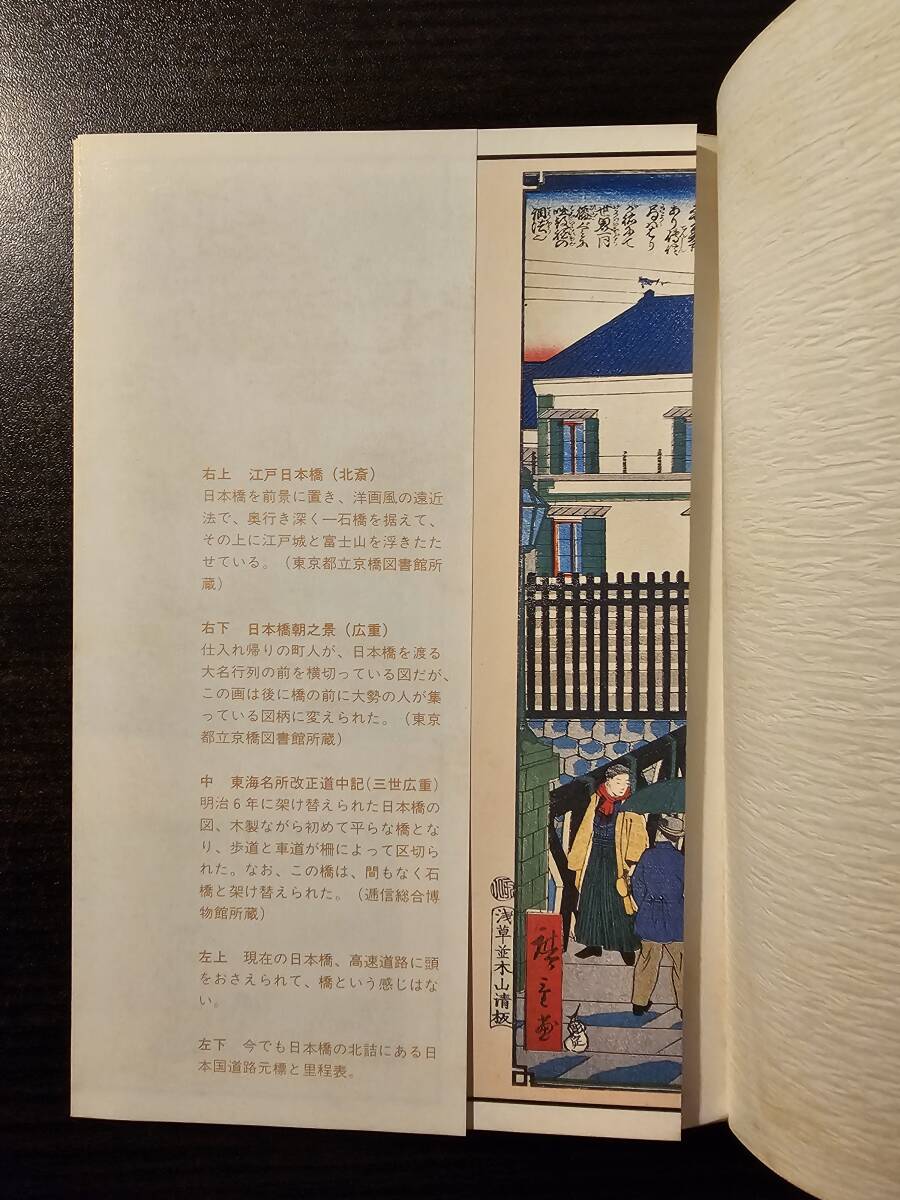 右上　江戸日本橋（北斎）
日本橋を前景に置き、洋画風の遠近
法で、奥行き深く一石橋を据えて、
その上に江戸城と富士山を浮きたた
せている。（東京都立京橋図書館所
蔵）
右下　日本橋朝之景（広重）
仕入れ帰りの町人が、日本橋を渡る
大名行列の前を横切っている図だが、
この画は後に橋の前に大勢の人が集
っている図柄に変えられた。（東京
都立京橋図書館所蔵）
中　東海名所改正道中記（三世広重）
明治６年に架け替えられた日本橋の
図、木製ながら初めて平らな橋とな
り、歩道と車道が柵によって区切ら
れた。なお、この橋は、間もなく石
橋と架け替えられた。（逓信総合博
物館所蔵）
左上　現在の日本橋、高速道路に頭
をおさえられて、橋という感じはな
い。
左下　今でも日本橋の北詰にある日
本国道路元標と里程表。
世界一同
廣重画
浅草並木山清板